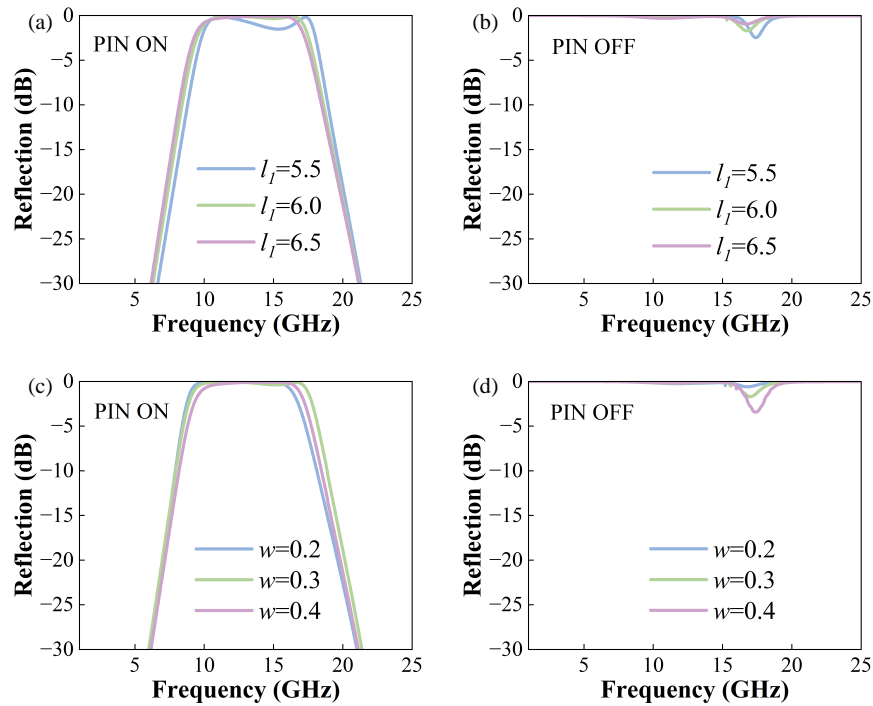 (a)
PIN ON
Reflection (dB)
0
−5
−10
−15
−20
−25
−30
l1=5.5
l1=6.0
l1=6.5
5 10 15 20 25
Frequency (GHz)
(b)
PIN OFF
Reflection (dB)
0
−5
−10
−15
−20
−25
−30
l1=5.5
l1=6.0
l1=6.5
5 10 15 20 25
Frequency (GHz)
(c)
PIN ON
Reflection (dB)
0
−5
−10
−15
−20
−25
−30
w=0.2
w=0.3
w=0.4
5 10 15 20 25
Frequency (GHz)
(d)
PIN OFF
Reflection (dB)
0
−5
−10
−15
−20
−25
−30
w=0.2
w=0.3
w=0.4
5 10 15 20 25
Frequency (GHz)